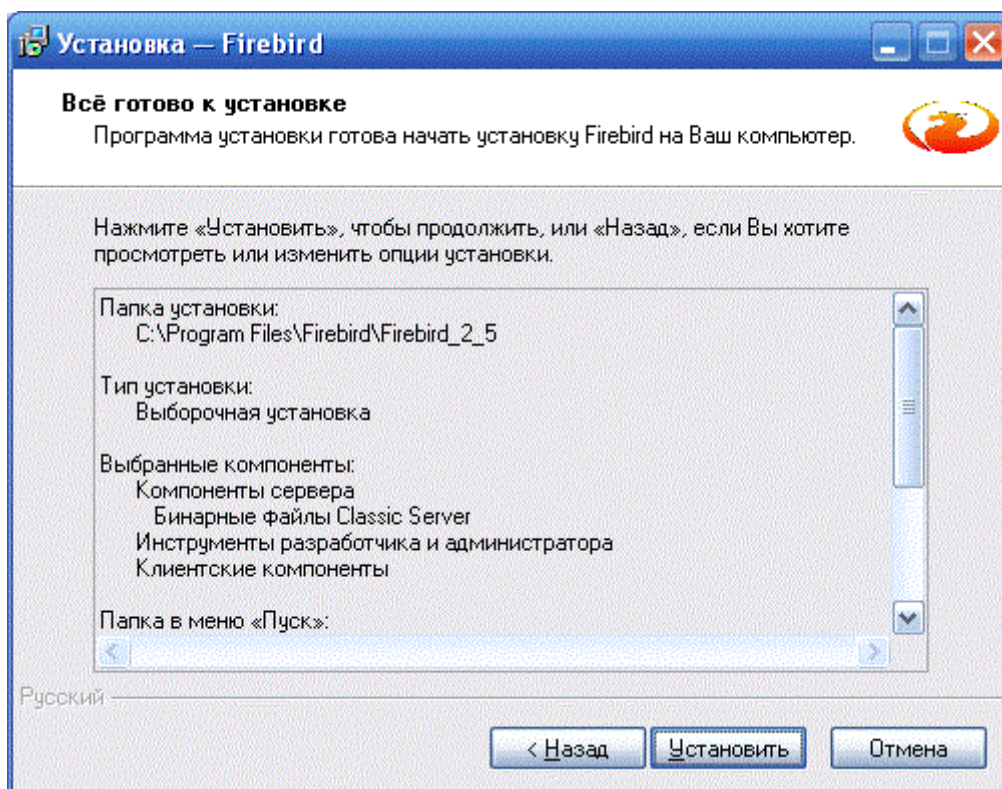 Установка — Firebird
Всё готово к установке
Программа установки готова начать установку Firebird на Ваш компьютер.
Нажмите «Установить», чтобы продолжить, или «Назад», если Вы хотите
просмотреть или изменить опции установки.
Папка установки:
C:\Program Files\Firebird\Firebird_2_5
Тип установки:
Выборочная установка
Выбранные компоненты:
Компоненты сервера
Бинарные файлы Classic Server
Инструменты разработчика и администратора
Клиентские компоненты
Папка в меню «Пуск»:
Русский
< Назад
Установить
Отмена